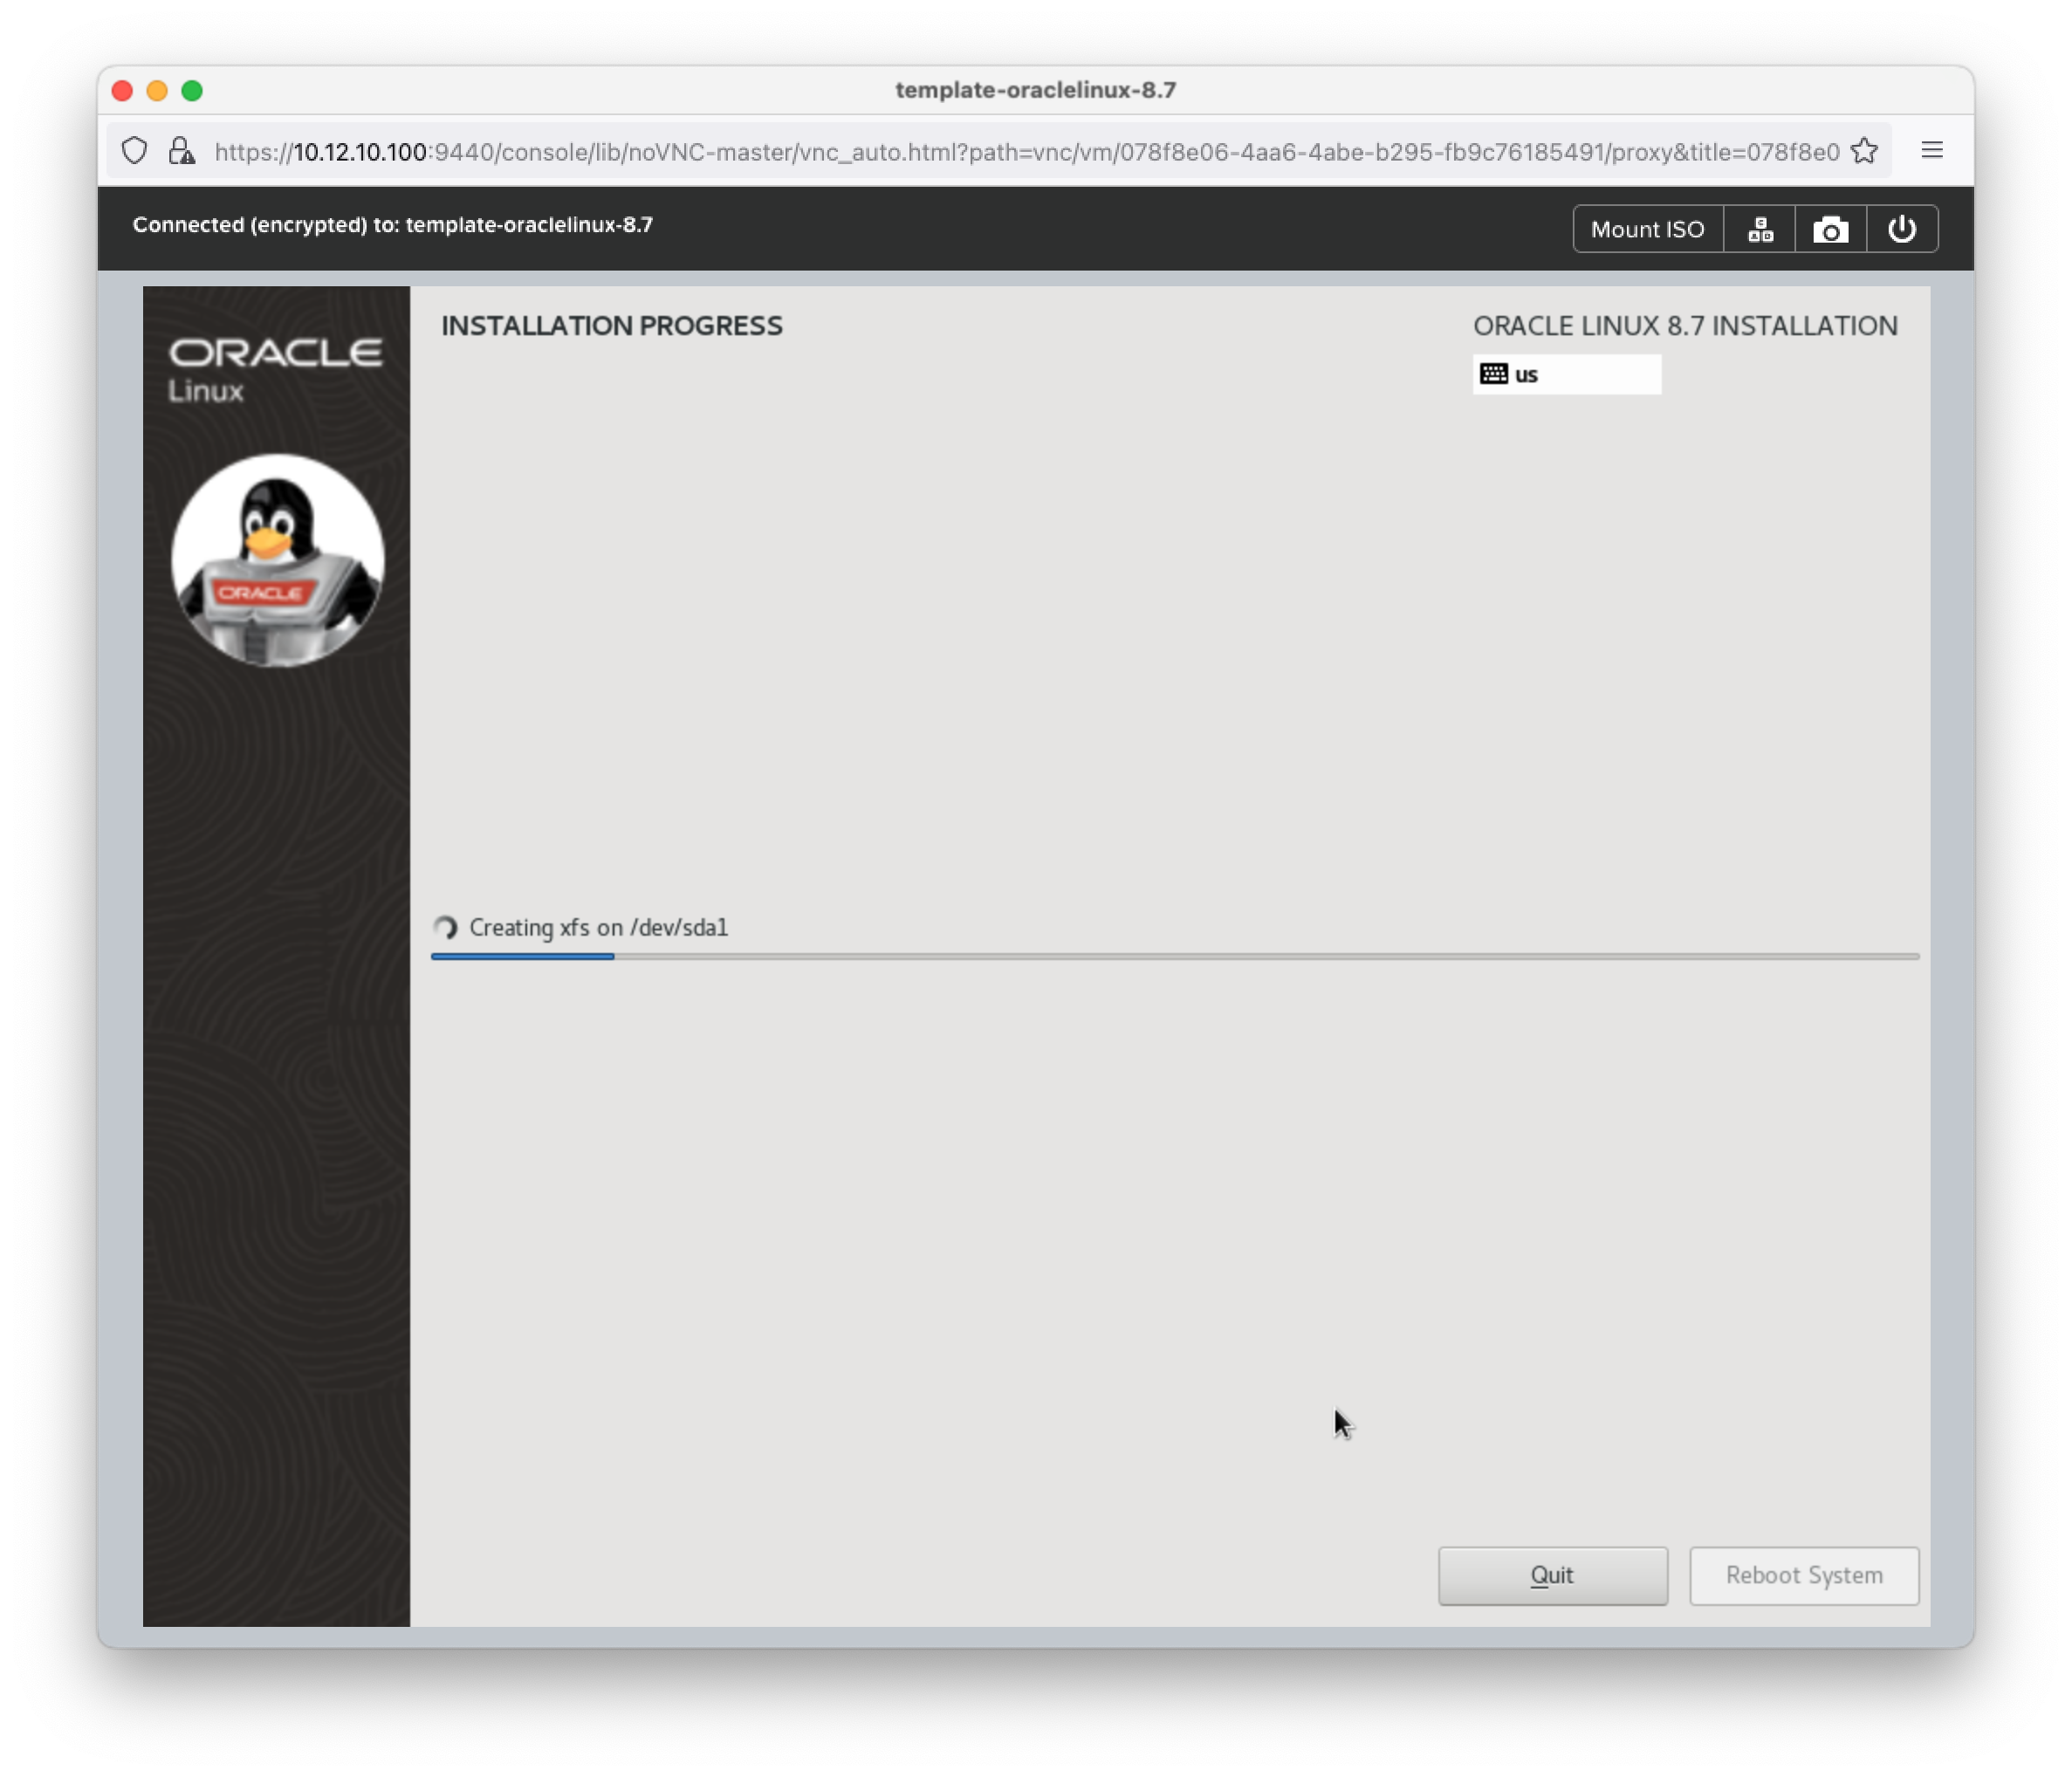 template-oraclelinux-8.7
https://10.12.10.100:9440/console/lib/noVNC-master/vnc_auto.html?path=vnc/vm/078f8e06-4aa6-4abe-b295-fb9c76185491/proxy&title=078f8e0
Connected (encrypted) to: template-oraclelinux-8.7
Mount ISO
C
A D
ORACLE
Linux
ORACLE
INSTALLATION PROGRESS
ORACLE LINUX 8.7 INSTALLATION
us
Creating xfs on /dev/sda1
Quit
Reboot System